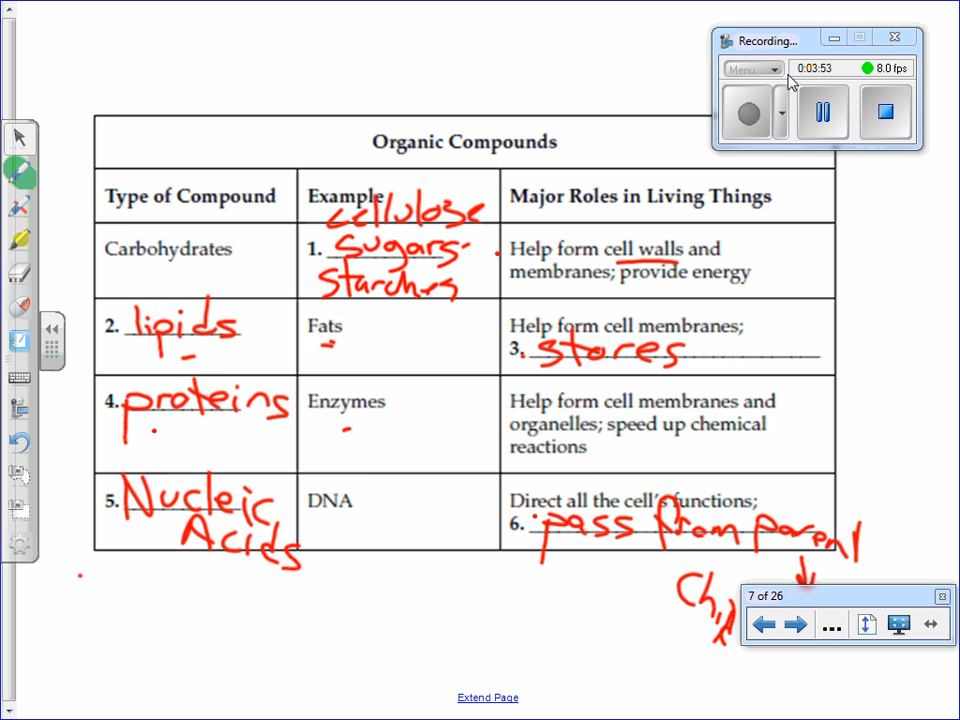 Recording...
Menu
0:03:53
8.0 fps
Organic Compounds
Type of Compound
Example
Major Roles in Living Things
Carbohydrates
cellulose
1. sugars
starches
Help form cell walls and
membranes; provide energy
2. lipids
Fats
Help form cell membranes;
3. stores
4. proteins
Enzymes
Help form cell membranes and
organelles; speed up chemical
reactions
5. Nucleic
Acids
DNA
Direct all the cell's functions;
6. pass from parent
7 of 26
Extend Page